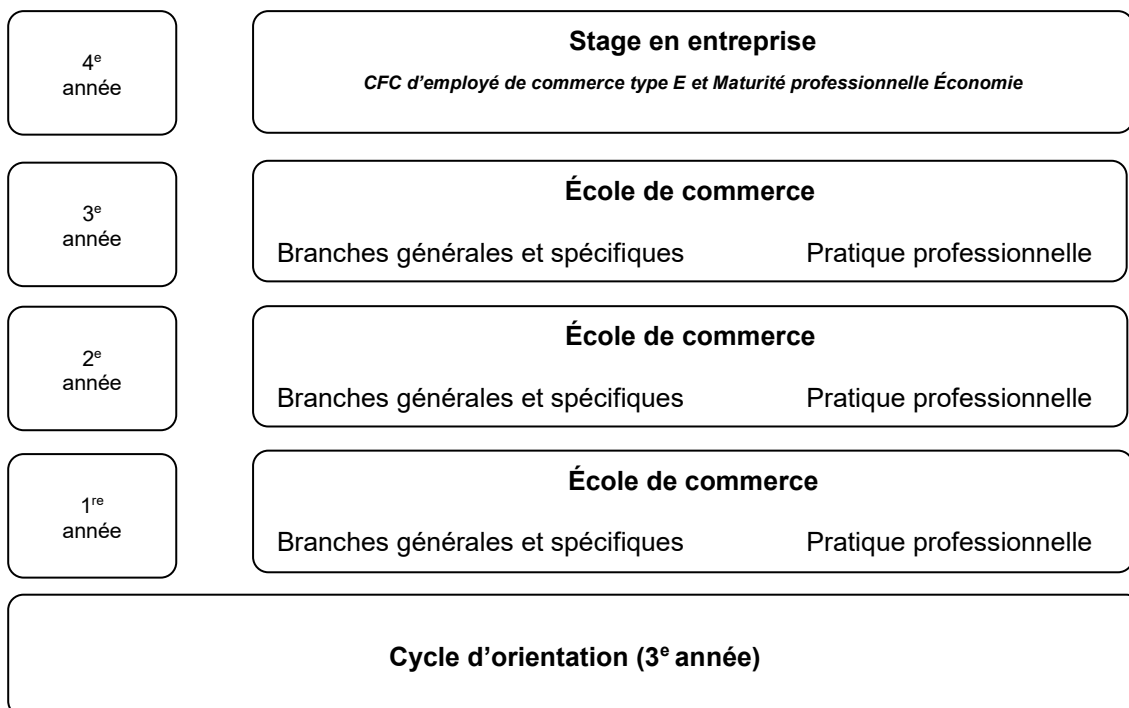 4e
année
Stage en entreprise
CFC d’employé de commerce type E et Maturité professionnelle Économie
3e
année
École de commerce
Branches générales et spécifiques Pratique professionnelle
2e
année
École de commerce
Branches générales et spécifiques Pratique professionnelle
1re
année
École de commerce
Branches générales et spécifiques Pratique professionnelle
Cycle d’orientation (3e année)